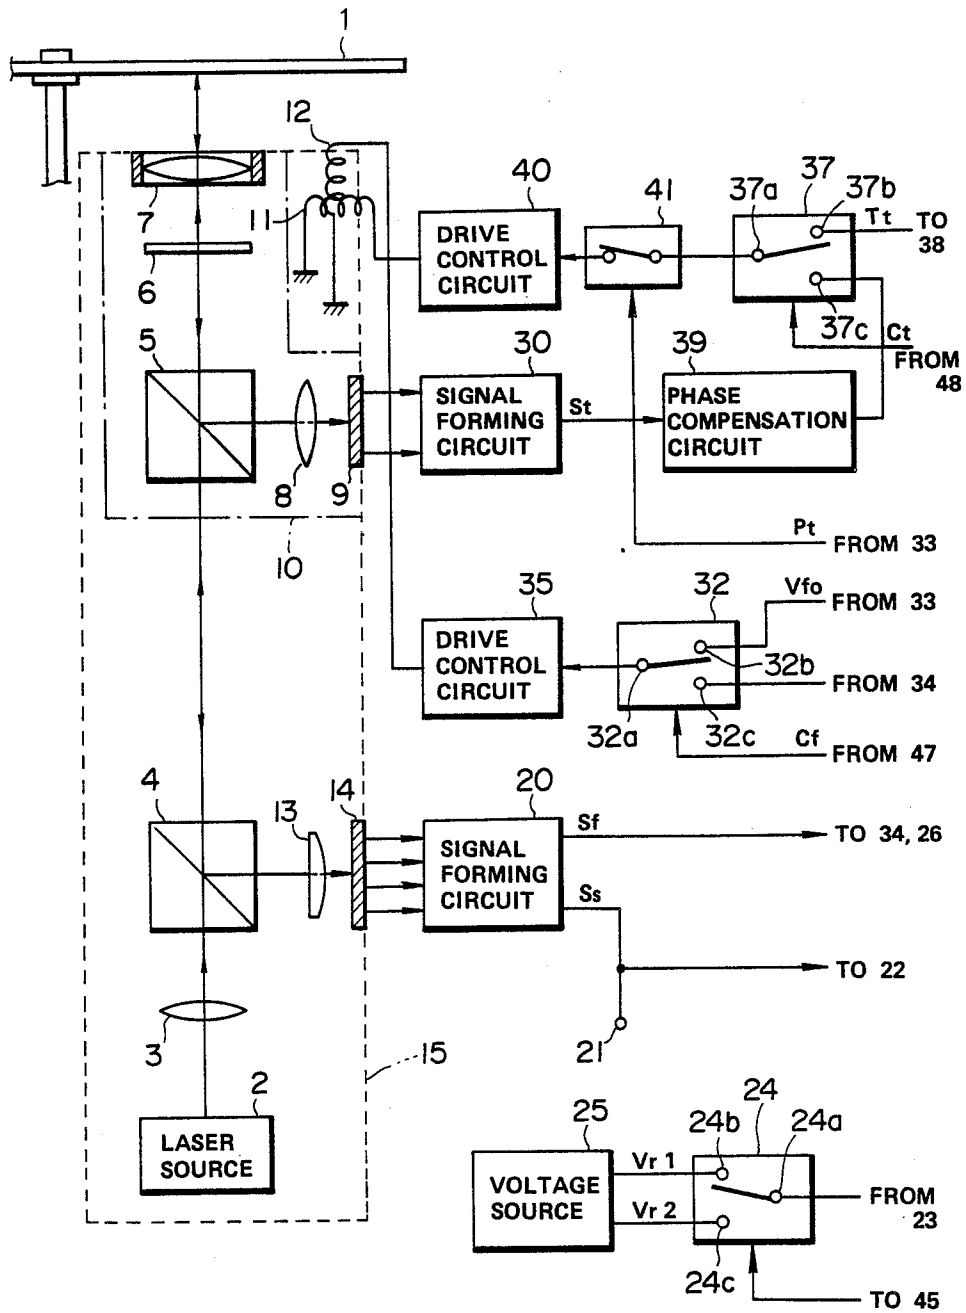 1
12
7
11
6
5
8
9
10
40
DRIVE
CONTROL
CIRCUIT
41
37a
37
37b
Tt
TO
38
37c
Ct
FROM
48
30
SIGNAL
FORMING
CIRCUIT
St
39
PHASE
COMPENSATION
CIRCUIT
Pt
FROM 33
35
DRIVE
CONTROL
CIRCUIT
32
Vfo
FROM 33
32b
FROM 34
32a
32c
Cf
FROM 47
4
13
14
20
SIGNAL
FORMING
CIRCUIT
Sf
TO 34, 26
Ss
TO 22
21
3
15
2
LASER
SOURCE
25
VOLTAGE
SOURCE
Vr 1
Vr 2
24
24b
24a
FROM
23
24c
TO 45